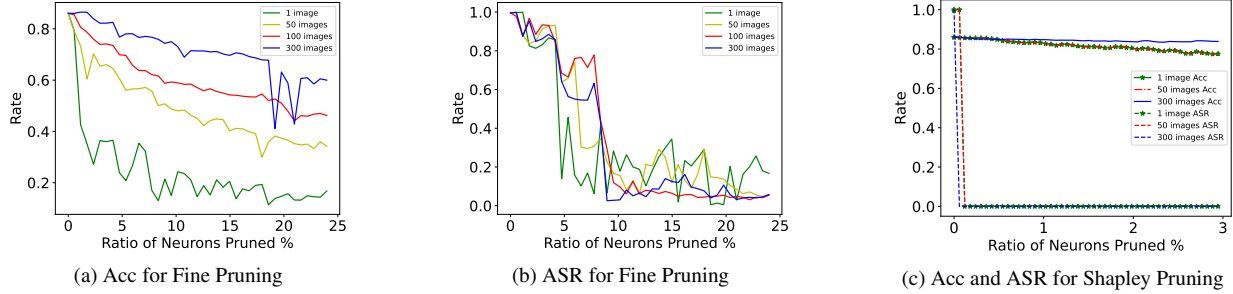 0.8
0.6
0.4
0.2
Rate
0
5
10
15
20
25
Ratio of Neurons Pruned %
1 image
50 images
100 images
300 images
(a) Acc for Fine Pruning
1.0
0.8
0.6
0.4
0.2
0.0
Rate
0
5
10
15
20
25
Ratio of Neurons Pruned %
1 image
50 images
100 images
300 images
(b) ASR for Fine Pruning
1.0
0.8
0.6
0.4
0.2
0.0
Rate
0
1
2
3
Ratio of Neurons Pruned %
1 image Acc
50 images Acc
300 images Acc
1 image ASR
50 images ASR
300 images ASR
(c) Acc and ASR for Shapley Pruning